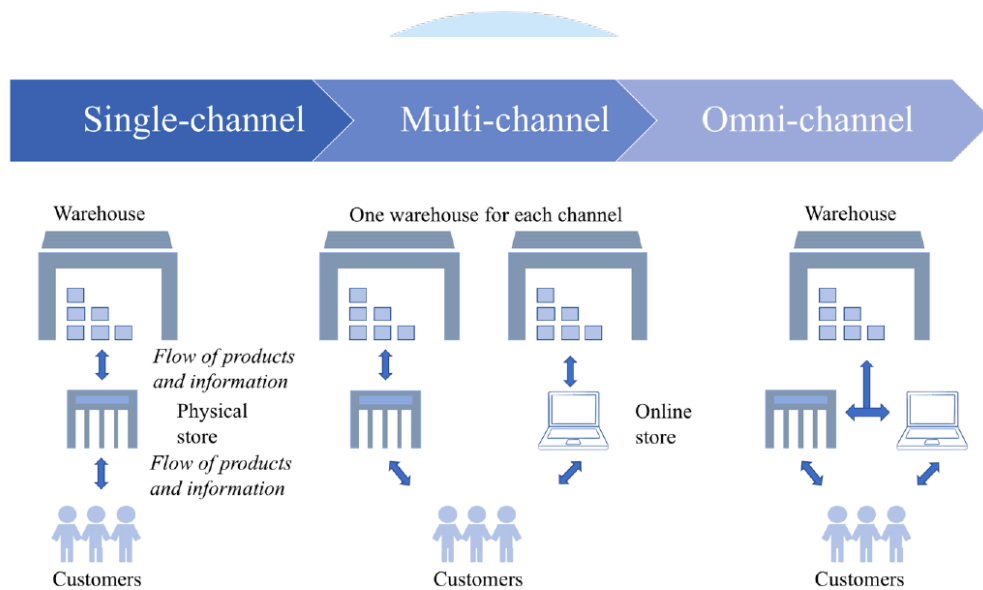 Single-channel
Multi-channel
Omni-channel
Warehouse
One warehouse for each channel
Warehouse
Flow of products
and information
Physical
store
Online
store
Flow of products
and information
Customers
Customers
Customers